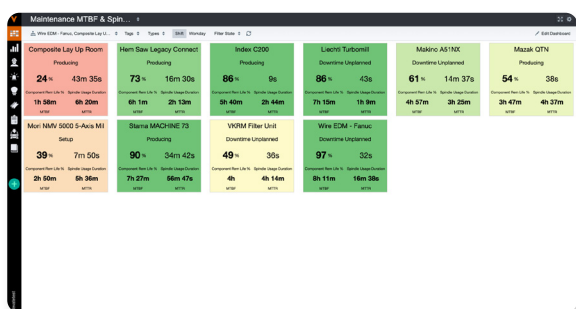 Maintenance MTBF & Spin...
Wire EDM - Fanuc, Composite Lay U... Tags Types Shift Workday Filter State Edit Dashboard
Composite Lay Up Room
Producing
24 % 43m 35s
Component Rem Life % Spindle Usage Duration
1h 58m 6h 20m
MTBF MTTR
Hem Saw Legacy Connect
Producing
73 % 16m 30s
Component Rem Life % Spindle Usage Duration
6h 1m 2h 13m
MTBF MTTR
Index C200
Producing
86 % 9s
Component Rem Life % Spindle Usage Duration
5h 40m 2h 44m
MTBF MTTR
Liechti Turbomill
Downtime Unplanned
86 % 43s
Component Rem Life % Spindle Usage Duration
7h 15m 1h 9m
MTBF MTTR
Makino A51NX
Downtime Unplanned
61 % 14m 37s
Component Rem Life % Spindle Usage Duration
4h 57m 3h 25m
MTBF MTTR
Mazak QTN
Producing
54 % 38s
Component Rem Life % Spindle Usage Duration
3h 47m 4h 37m
MTBF MTTR
Mori NMV 5000 5-Axis Mil
Setup
39 % 7m 50s
Component Rem Life % Spindle Usage Duration
2h 50m 5h 36m
MTBF MTTR
Starna MACHINE 73
Producing
90 % 34m 42s
Component Rem Life % Spindle Usage Duration
7h 27m 56m 47s
MTBF MTTR
VKRM Filter Unit
Downtime Unplanned
49 % 36s
Component Rem Life % Spindle Usage Duration
4h 4h 14m
MTBF MTTR
Wire EDM - Fanuc
Downtime Unplanned
97 % 32s
Component Rem Life % Spindle Usage Duration
8h 11m 16m 38s
MTBF MTTR